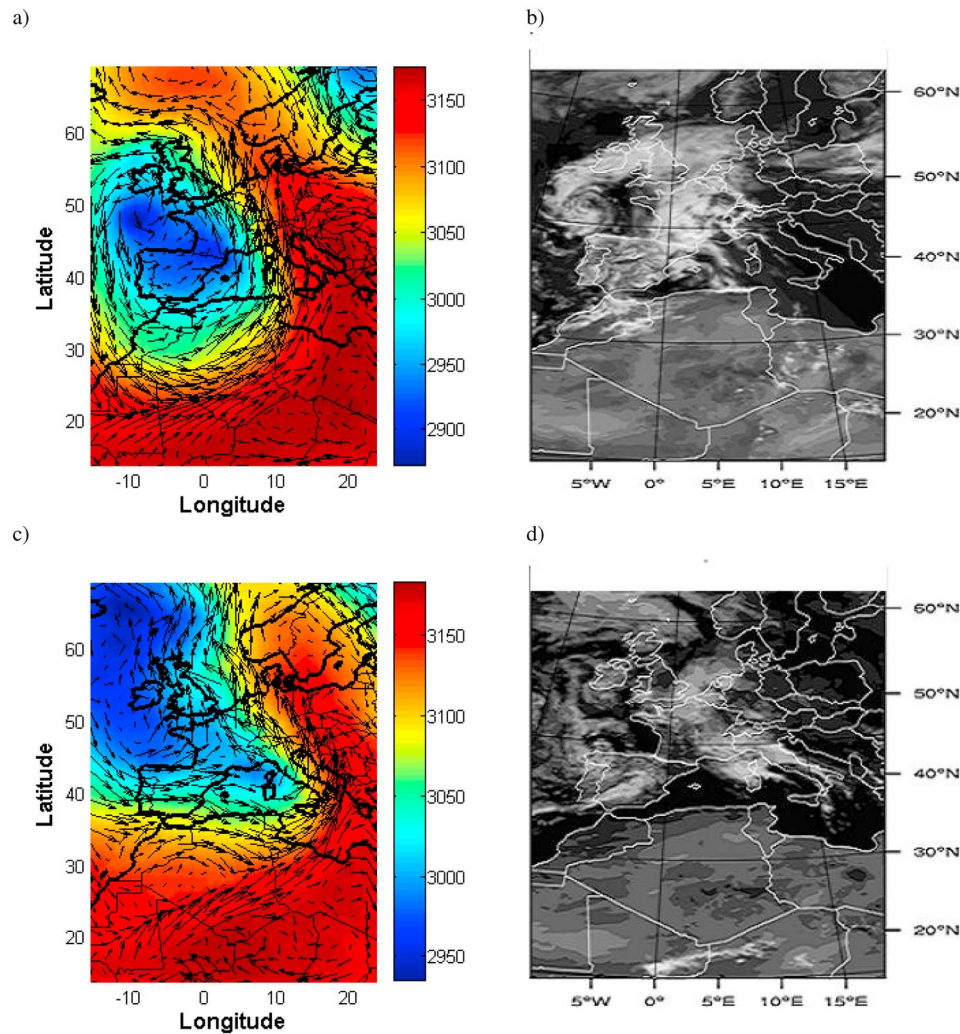 a)
b)
Latitude
60
50
40
30
20
-10
0
10
20
Longitude
3150
3100
3050
3000
2950
2900
60°N
50°N
40°N
30°N
20°N
5°W
0°
5°E
10°E
15°E
c)
d)
Latitude
60
50
40
30
20
-10
0
10
20
Longitude
3150
3100
3050
3000
2950
60°N
50°N
40°N
30°N
20°N
5°W
0°
5°E
10°E
15°E